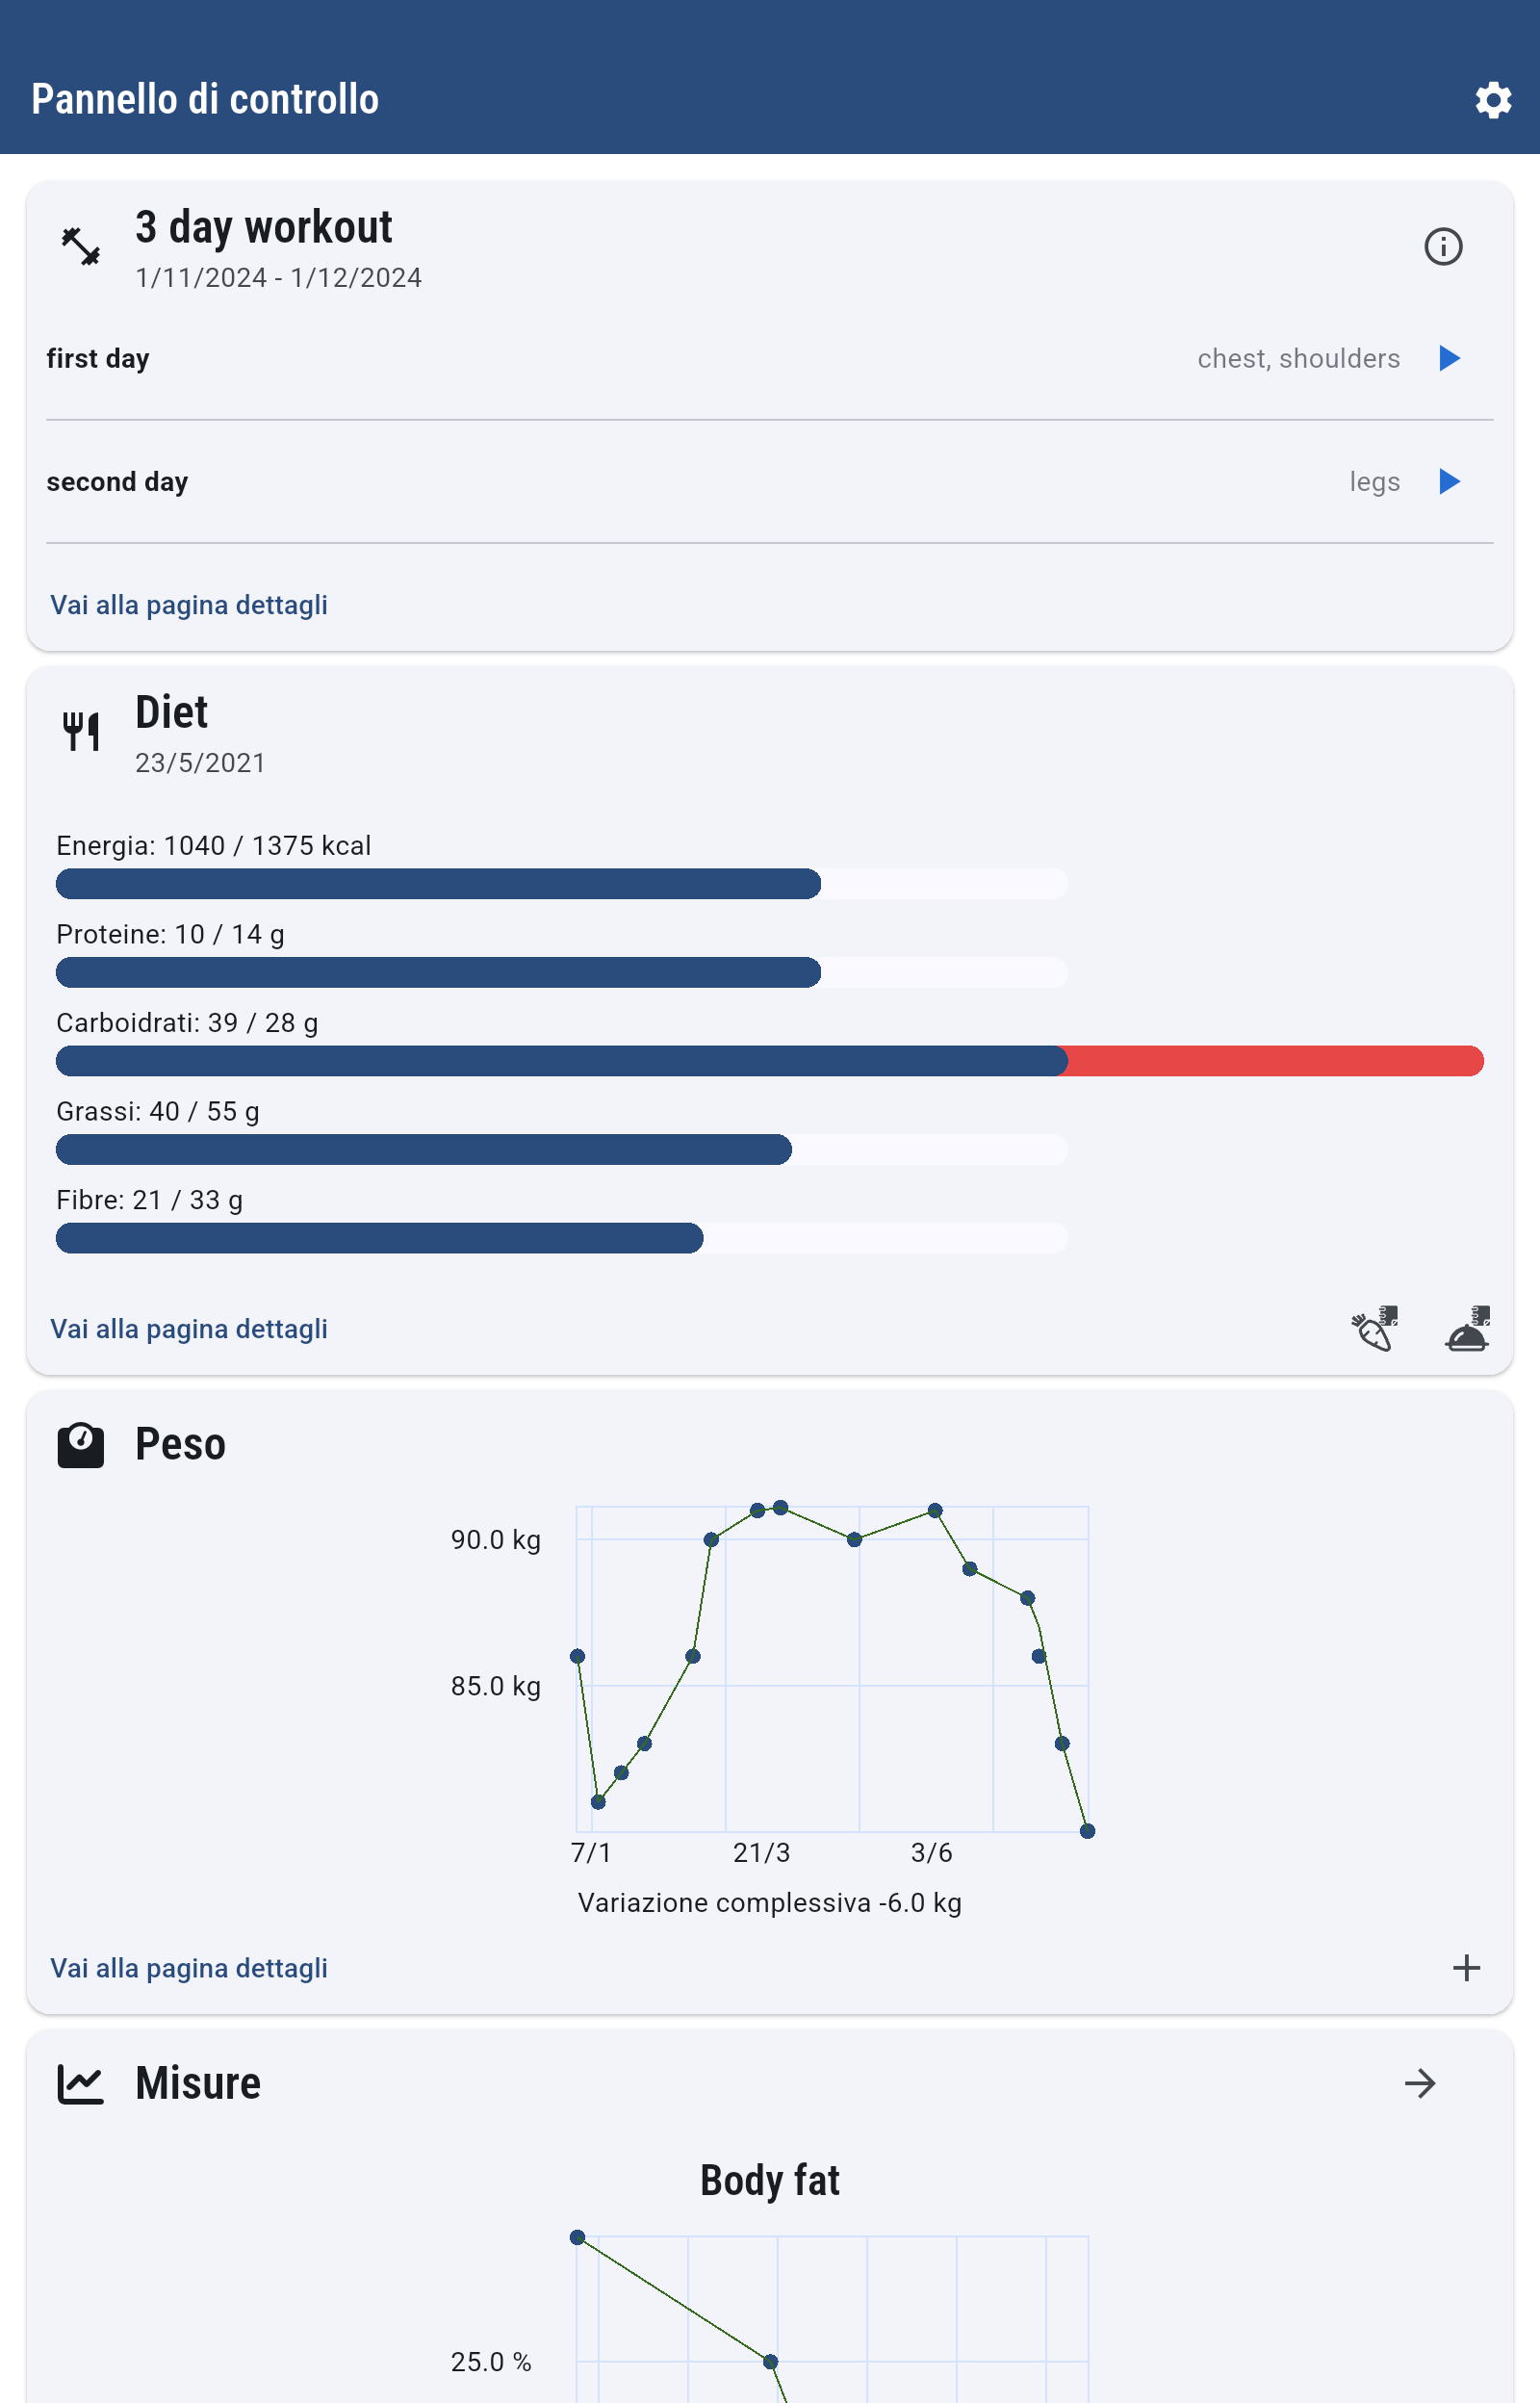 Pannello di controllo
3 day workout
1/11/2024 - 1/12/2024
first day
chest, shoulders
second day
legs
Vai alla pagina dettagli
Diet
23/5/2021
Energia: 1040 / 1375 kcal
Proteine: 10 / 14 g
Carboidrati: 39 / 28 g
Grassi: 40 / 55 g
Fibre: 21 / 33 g
Vai alla pagina dettagli
Peso
90.0 kg
85.0 kg
7/1
21/3
3/6
Variazione complessiva -6.0 kg
Vai alla pagina dettagli
Misure
Body fat
25.0 %